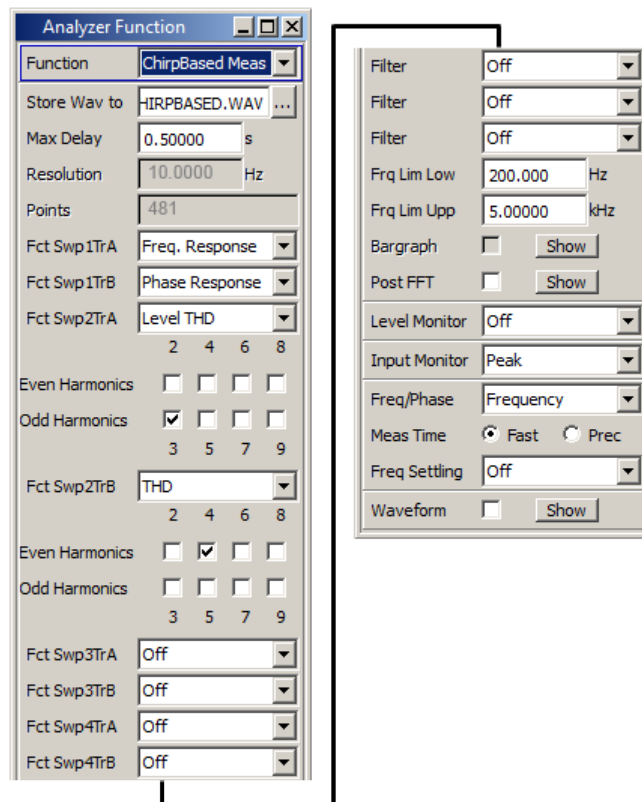 Analyzer Function
Function ChirpBased Meas
Store Wav to HIRPBASED.WAV ...
Max Delay 0.50000 s
Resolution 10.0000 Hz
Points 481
Fct Swp1TrA Freq. Response
Fct Swp1TrB Phase Response
Fct Swp2TrA Level THD
2 4 6 8
Even Harmonics
Odd Harmonics
3 5 7 9
Fct Swp2TrB THD
2 4 6 8
Even Harmonics
Odd Harmonics
3 5 7 9
Fct Swp3TrA Off
Fct Swp3TrB Off
Fct Swp4TrA Off
Fct Swp4TrB Off
Filter Off
Filter Off
Filter Off
Frq Lim Low 200.000 Hz
Frq Lim Upp 5.00000 kHz
Bargraph Show
Post FFT Show
Level Monitor Off
Input Monitor Peak
Freq/Phase Frequency
Meas Time Fast Prec
Freq Settling Off
Waveform Show